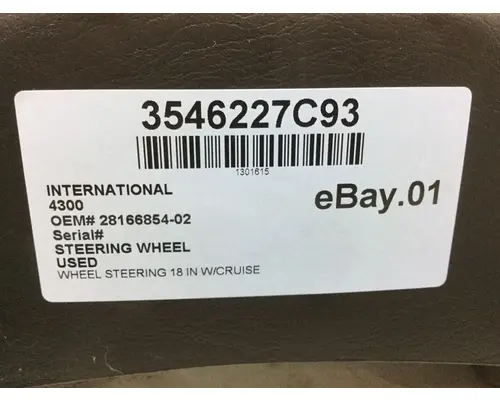 3546227C93
1301615
INTERNATIONAL
4300
eBay.01
OEM# 28166854-02
Serial#
STEERING WHEEL
USED
WHEEL STEERING 18 IN W/CRUISE